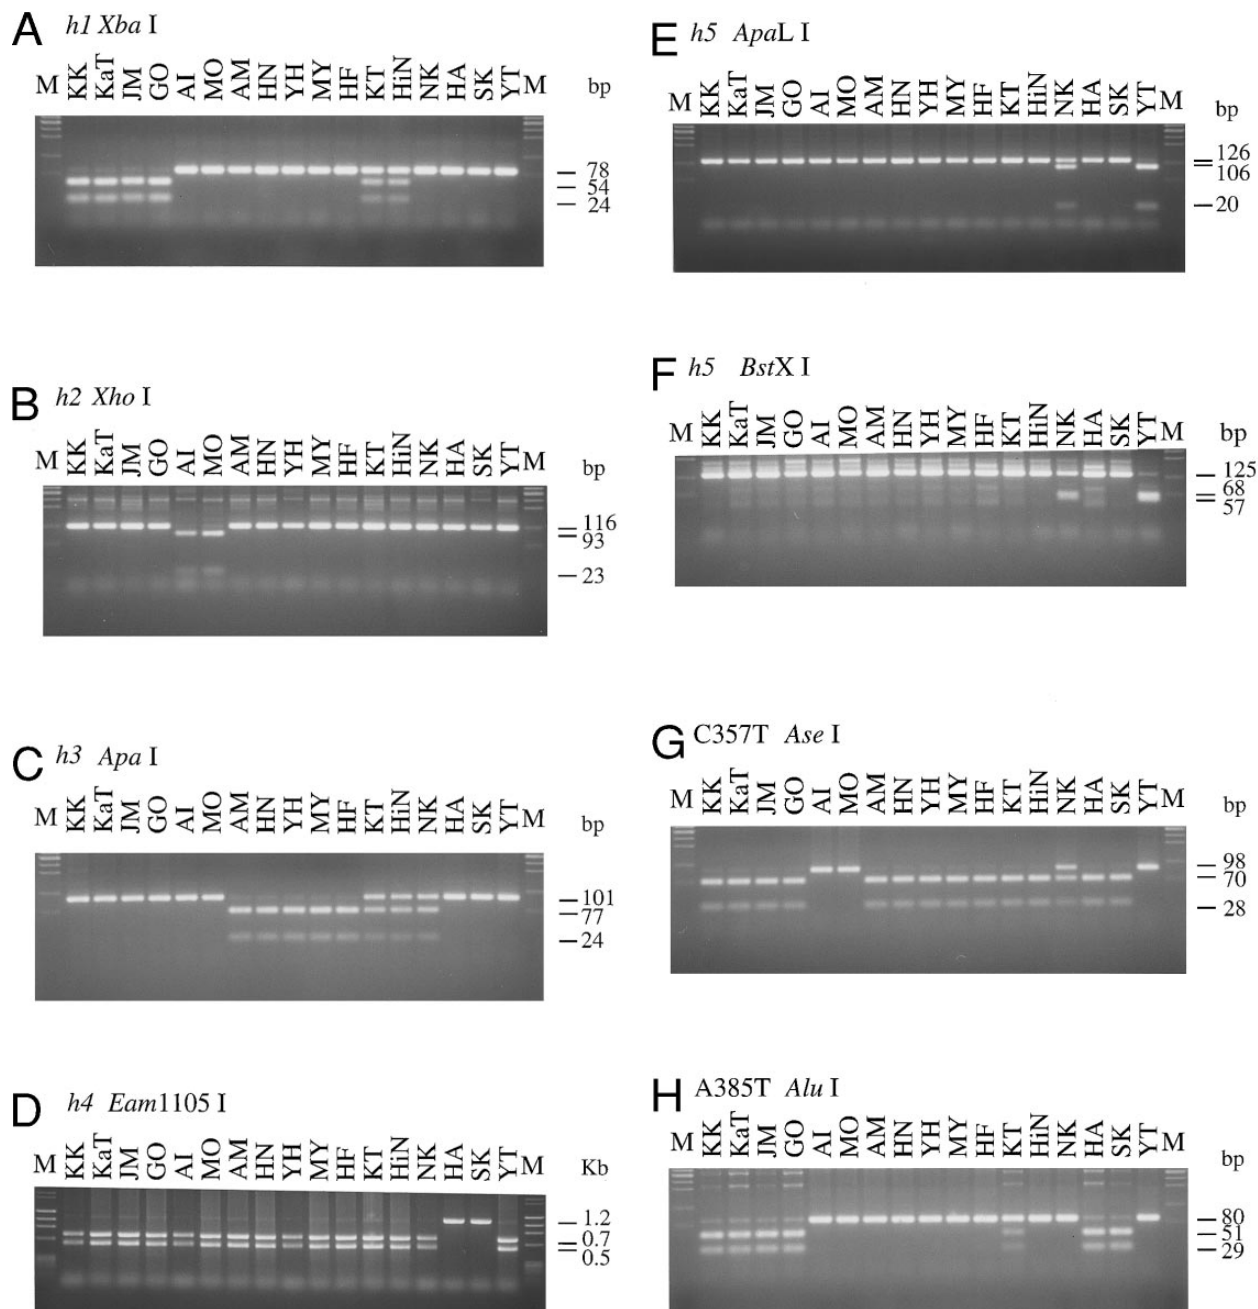 A h1 Xba I
M KK KaT JM GO AI MO AM HN YH MY HF KT HiN NK HA SK YT M bp
78
54
24
B h2 Xho I
M KK KaT JM GO AI MO AM HN YH MY HF KT HiN NK HA SK YT M bp
116
93
23
C h3 Apa I
M KK KaT JM GO AI MO AM HN YH MY HF KT HiN NK HA SK YT M bp
101
77
24
D h4 Eam1105 I
M KK KaT JM GO AI MO AM HN YH MY HF KT HiN NK HA SK YT M Kb
1.2
0.7
0.5
E h5 ApaL I
M KK KaT JM GO AI MO AM HN YH MY HF KT HiN NK HA SK YT M bp
126
106
20
F h5 BstX I
M KK KaT JM GO AI MO AM HN YH MY HF KT HiN NK HA SK YT M bp
125
68
57
G C357T Ase I
M KK KaT JM GO AI MO AM HN YH MY HF KT HiN NK HA SK YT M bp
98
70
28
H A385T Alu I
M KK KaT JM GO AI MO AM HN YH MY HF KT HiN NK HA SK YT M bp
80
51
29